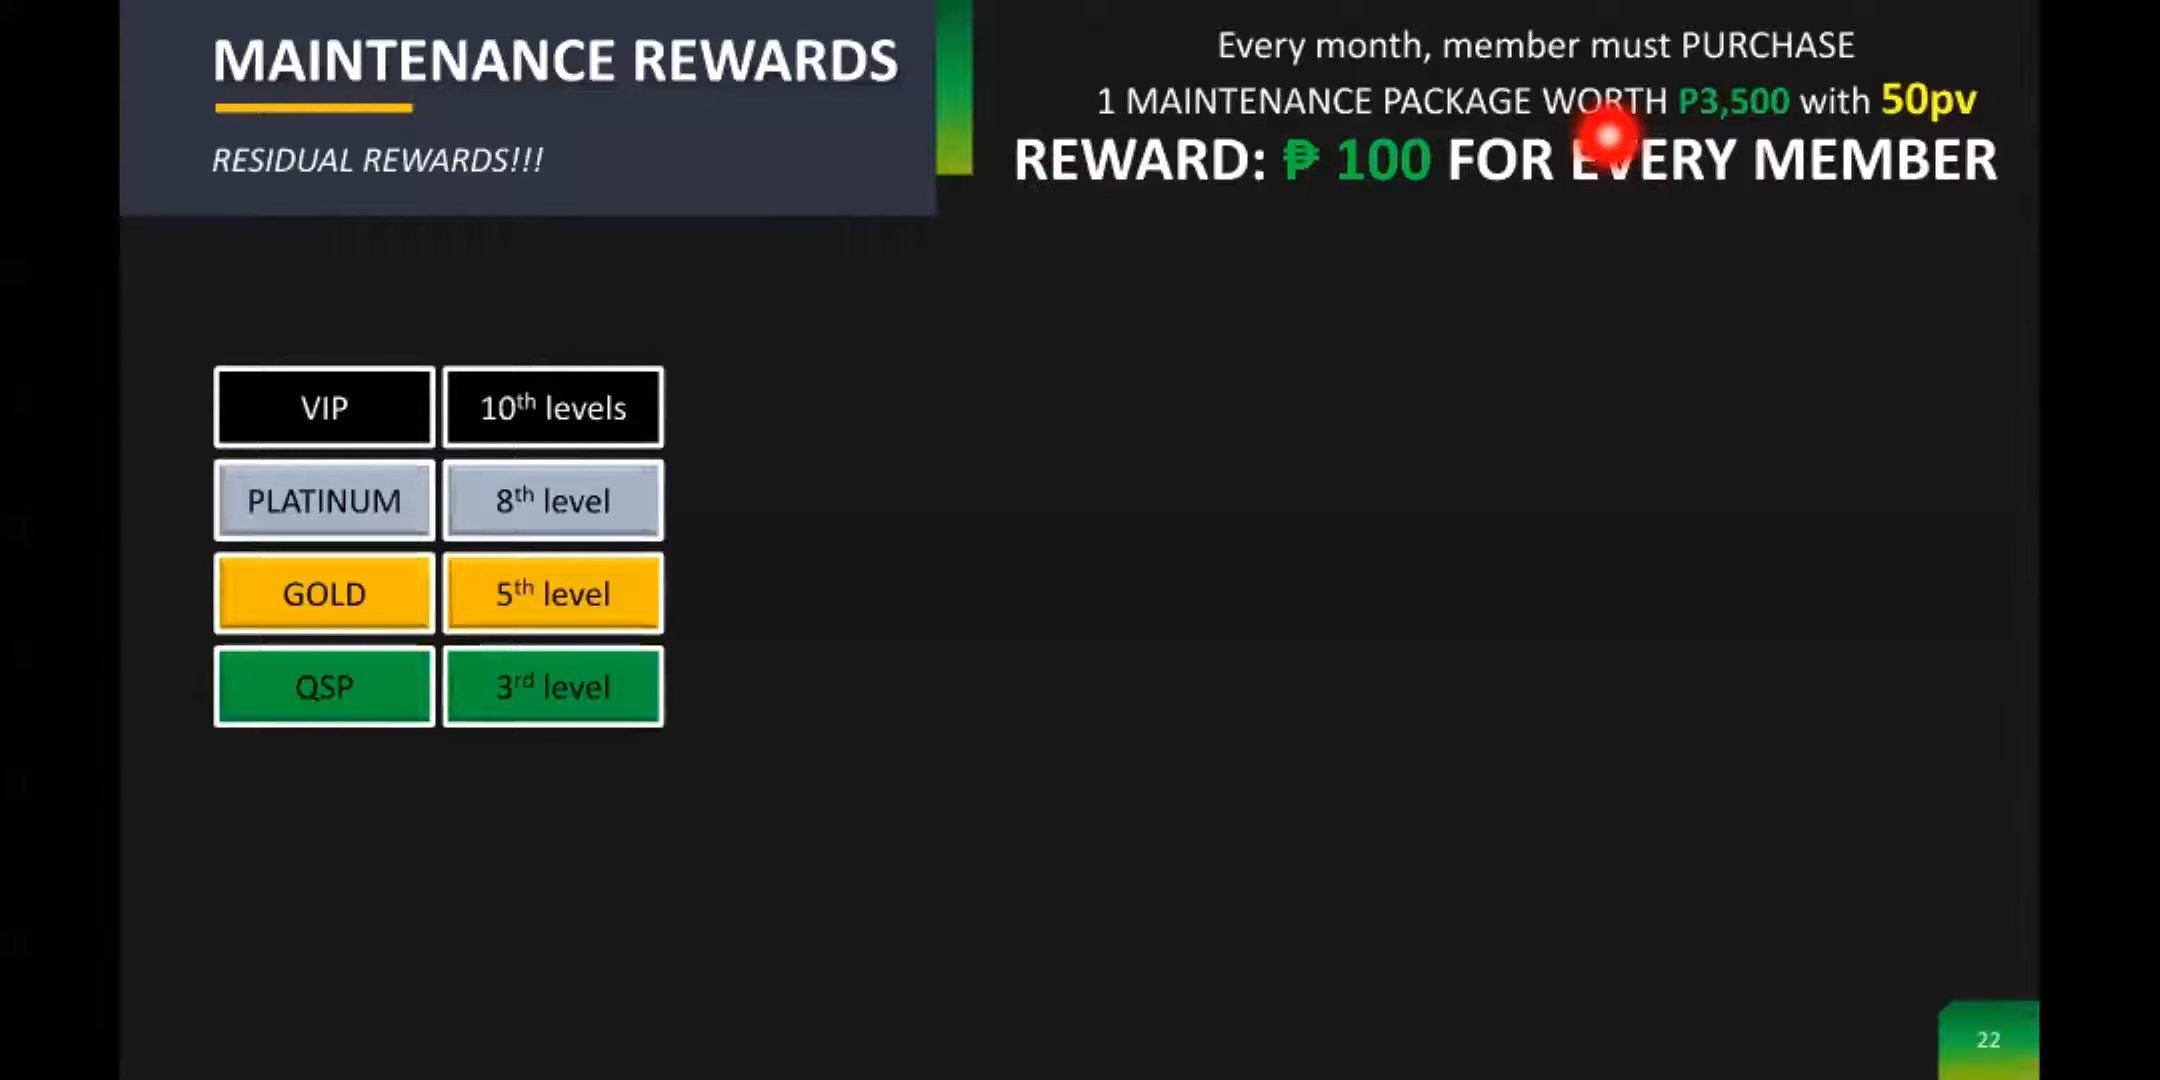 MAINTENANCE REWARDS
RESIDUAL REWARDS!!!
Every month, member must PURCHASE
1 MAINTENANCE PACKAGE WORTH P3,500 with 50pv
REWARD: ₱ 100 FOR EVERY MEMBER
VIP 10th levels
PLATINUM 8th level
GOLD 5th level
QSP 3rd level
22